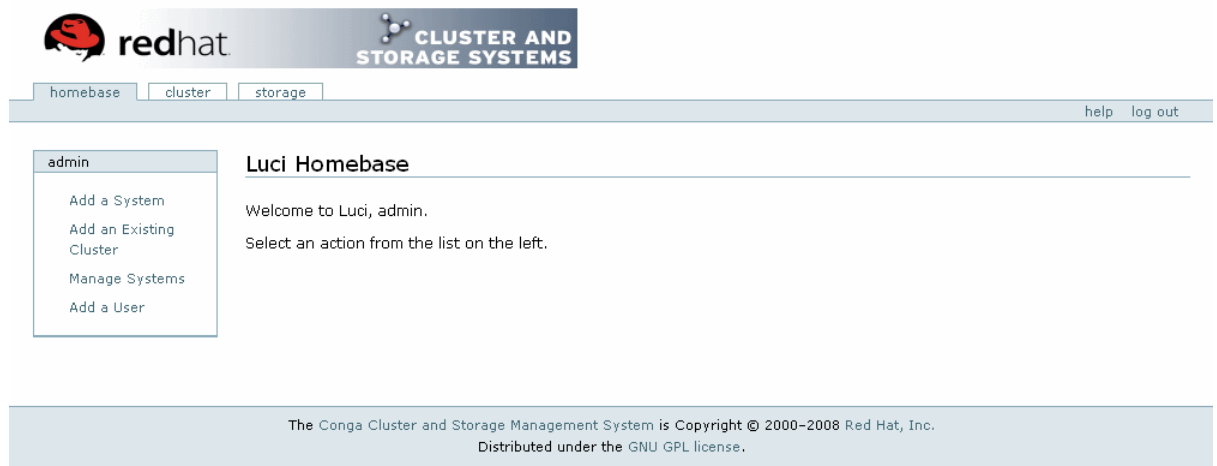 redhat.
CLUSTER AND
STORAGE SYSTEMS
homebase
cluster
storage
help
log out
admin
Add a System
Add an Existing
Cluster
Manage Systems
Add a User
Luci Homebase
Welcome to Luci, admin.
Select an action from the list on the left.
The Conga Cluster and Storage Management System is Copyright © 2000–2008 Red Hat, Inc.
Distributed under the GNU GPL license.